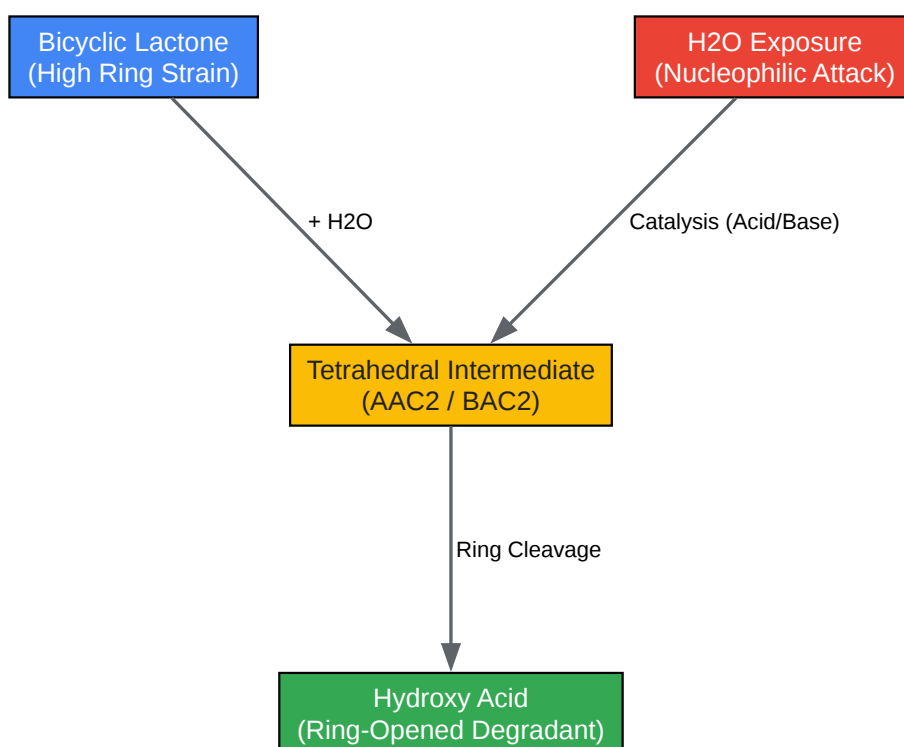 Bicyclic Lactone
(High Ring Strain)
H2O Exposure
(Nucleophilic Attack)
+ H2O
Catalysis (Acid/Base)
Tetrahedral Intermediate
(AAC2 / BAC2)
Ring Cleavage
Hydroxy Acid
(Ring-Opened Degradant)